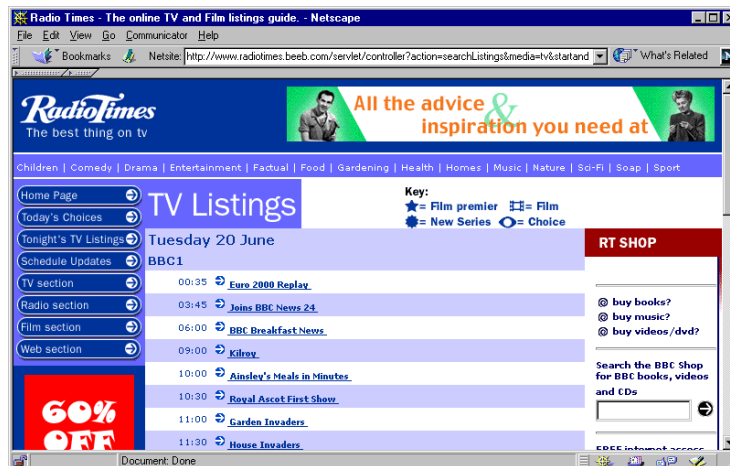 Radio Times - The online TV and Film listings guide. - Netscape
File Edit View Go Communicator Help
Bookmarks Netsite: http://www.radiotimes.beeb.com/servlet/controller?action=searchListings&media=tv&startand What's Related
RadioTimes
The best thing on tv
All the advice &
inspiration you need at
Children | Comedy | Drama | Entertainment | Factual | Food | Gardening | Health | Homes | Music | Nature | Sci-Fi | Soap | Sport
Home Page
Today's Choices
Tonight's TV Listings
Schedule Updates
TV section
Radio section
Film section
Web section
60%
OFF
TV Listings
Key:
= Film premier = Film
= New Series = Choice
Tuesday 20 June
BBC1
00:35 Euro 2000 Replay
03:45 Joins BBC News 24
06:00 BBC Breakfast News
09:00 Kilroy
10:00 Ainsley's Meals in Minutes
10:30 Royal Ascot First Show
11:00 Garden Invaders
11:30 House Invaders
RT SHOP
@ buy books?
@ buy music?
@ buy videos/dvd?
Search the BBC Shop
for BBC books, videos
and CDs
FREE internet access
Document: Done